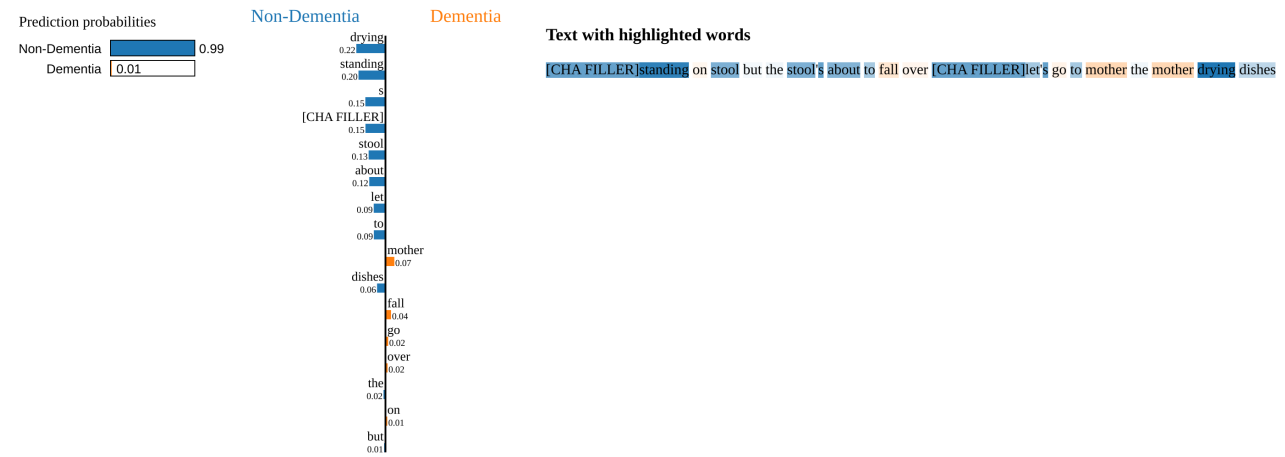 Prediction probabilities
Non-Dementia 0.99
Dementia 0.01
Non-Dementia Dementia
drying
0.22
standing
0.20
s
0.15
[CHA FILLER]
0.15
stool
0.13
about
0.12
let
0.09
to
0.09
mother
0.07
dishes
0.06
fall
0.04
go
0.02
over
0.02
the
0.02
on
0.01
but
0.01
Text with highlighted words
[CHA FILLER]standing on stool but the stool's about to fall over [CHA FILLER]let's go to mother the mother drying dishes